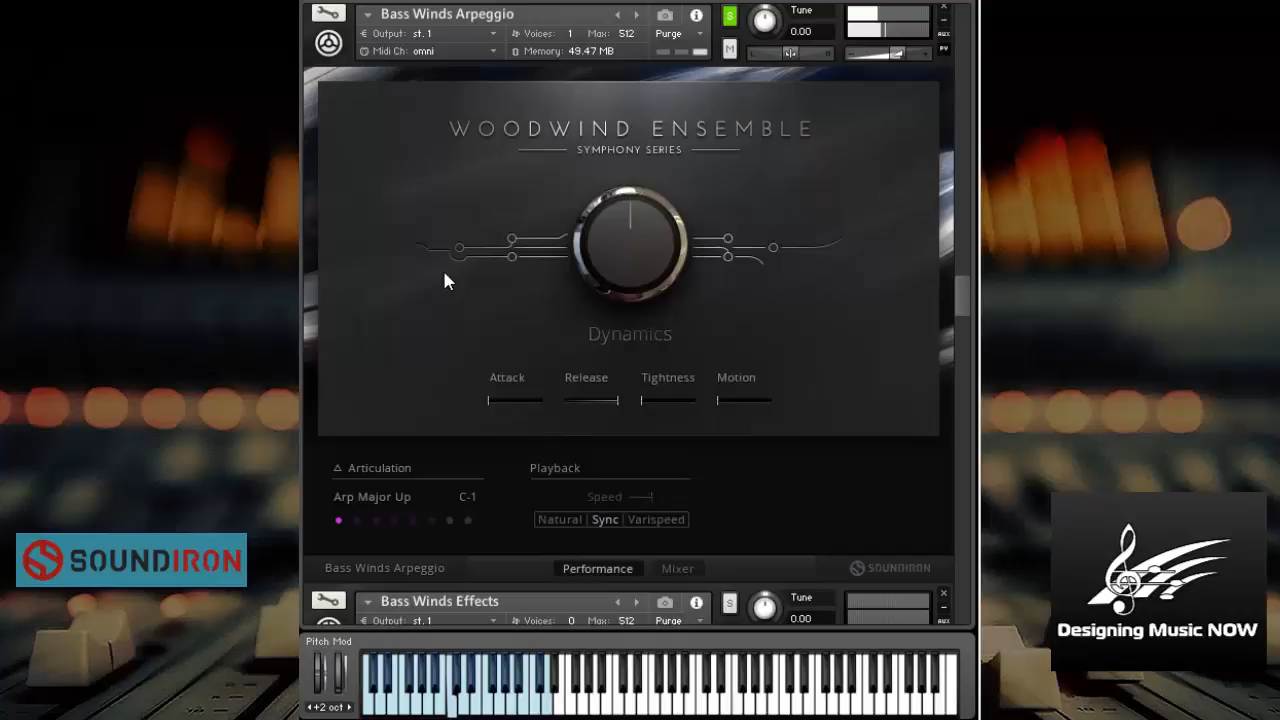 Bass Winds Arpeggio
Output: st. 1
Voices: 1 Max: 512
Purge
Midi Ch: omni
Memory: 49.47 MB
S
M
Tune
0.00
AUX
PV
WOODWIND ENSEMBLE
SYMPHONY SERIES
Dynamics
Attack Release Tightness Motion
Articulation
Playback
Arp Major Up C-1
Speed
Natural Sync Varispeed
Bass Winds Arpeggio
Performance
Mixer
SOUNDIRON
Bass Winds Effects
Output: st. 1
Voices: 0 Max: 512
Purge
S
Tune
0.00
AUX
Pitch Mod
+2 oct
SOUNDIRON
Designing Music NOW